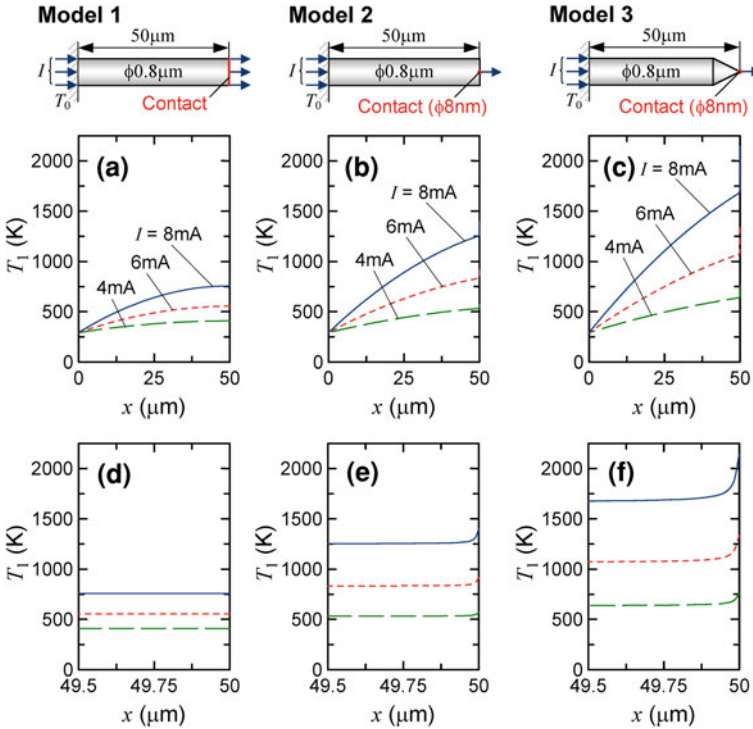 Model 1
Model 2
Model 3
50μm
50μm
50μm
I
ϕ0.8μm
I
ϕ0.8μm
I
ϕ0.8μm
T0
Contact
T0
Contact (ϕ8nm)
T0
Contact (ϕ8nm)
(a)
(b)
(c)
2000
1500
1000
500
0
T1 (K)
I = 8mA
6mA
4mA
0
25
50
x (μm)
2000
1500
1000
500
0
T1 (K)
I = 8mA
6mA
4mA
0
25
50
x (μm)
2000
1500
1000
500
0
T1 (K)
I = 8mA
6mA
4mA
0
25
50
x (μm)
(d)
(e)
(f)
2000
1500
1000
500
0
T1 (K)
49.5
49.75
50
x (μm)
2000
1500
1000
500
0
T1 (K)
49.5
49.75
50
x (μm)
2000
1500
1000
500
0
T1 (K)
49.5
49.75
50
x (μm)